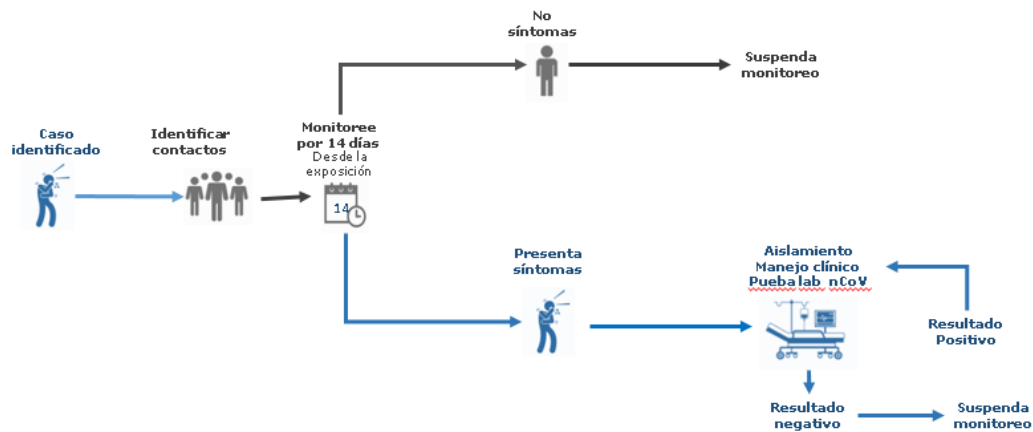 No
síntomas
Suspenda
monitoreo
Caso
identificado
Identificar
contactos
Monitoree
por 14 días
Desde la
exposición
14
Presenta
síntomas
Aislamiento
Manejo clínico
Pueba lab nCoV
Resultado
Positivo
Resultado
negativo
Suspenda
monitoreo